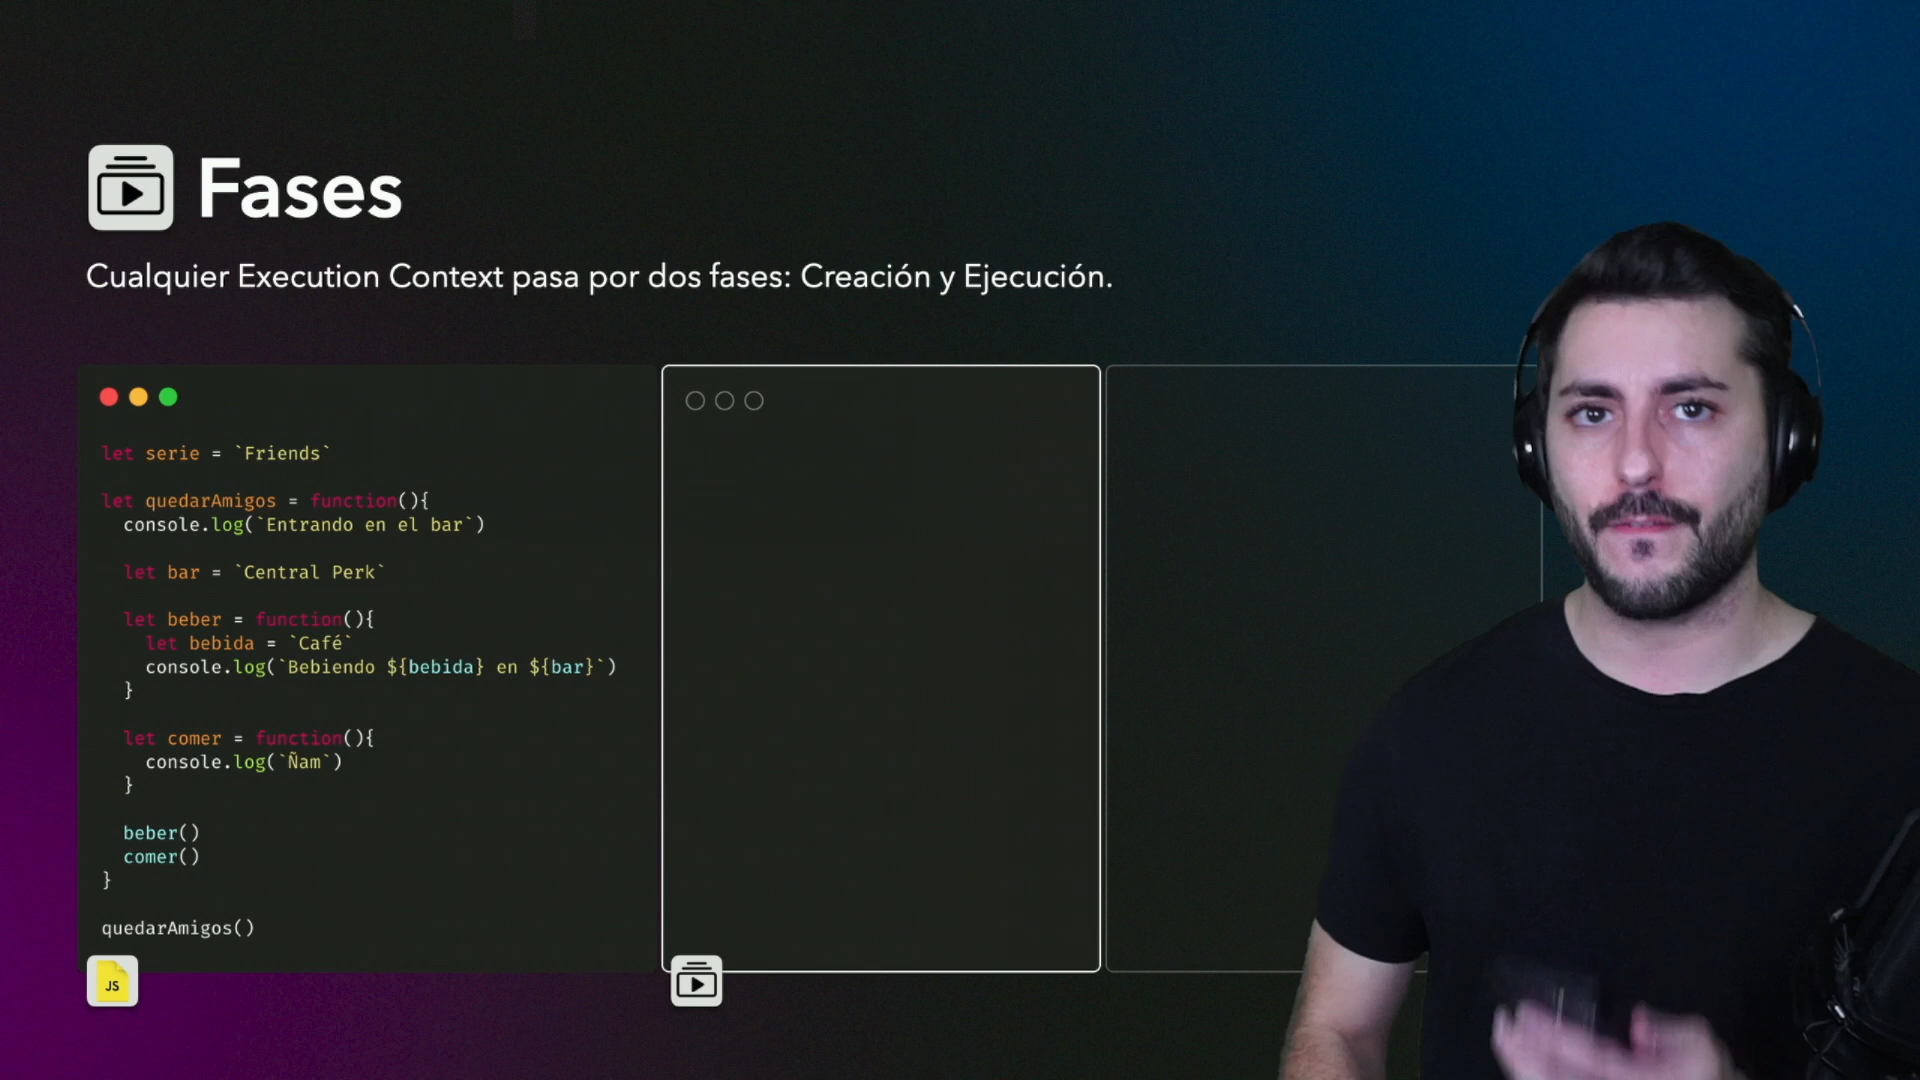 Fases
Cualquier Execution Context pasa por dos fases: Creación y Ejecución.
let serie = `Friends`
let quedarAmigos = function(){
console.log(`Entrando en el bar`)
let bar = `Central Perk`
let beber = function(){
let bebida = `Café`
console.log(`Bebiendo ${bebida} en ${bar}`)
}
let comer = function(){
console.log(`Ñam`)
}
beber()
comer()
}
quedarAmigos()
JS